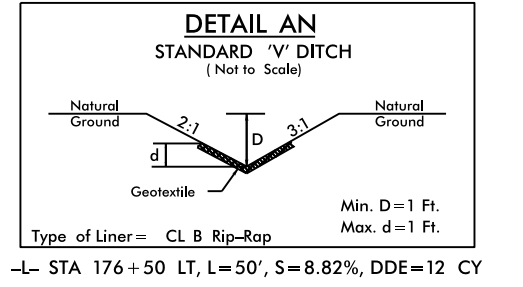 DETAIL AN
STANDARD 'V' DITCH
( Not to Scale)
Natural
Ground
2:1
D
3:1
Natural
Ground
d
Geotextile
Min. D=1 Ft.
Max. d=1 Ft.
Type of Liner= CL B Rip-Rap
-L- STA 176+50 LT, L=50', S=8.82%, DDE=12 CY